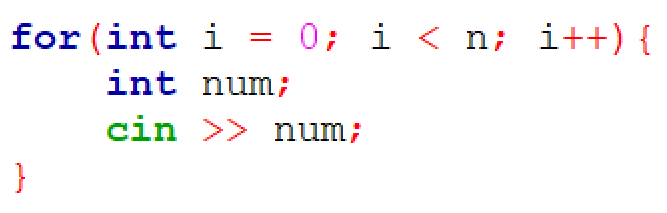 for(int i = 0; i < n; i++){
    int num;
    cin >> num;
}